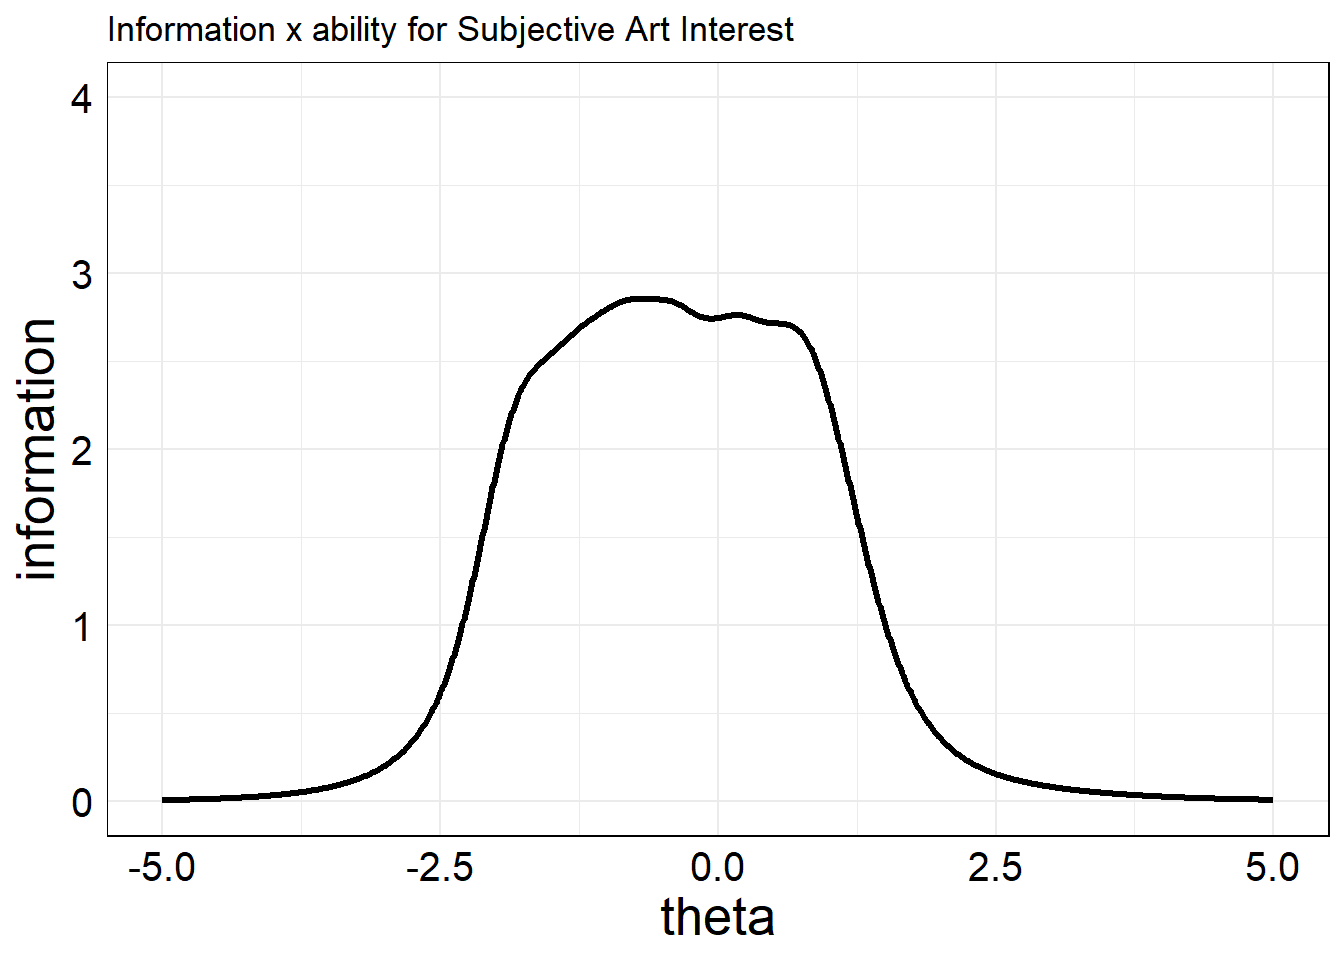 Information x ability for Subjective Art Interest
4
3
2
1
0
information
-5.0 -2.5 0.0 2.5 5.0
theta